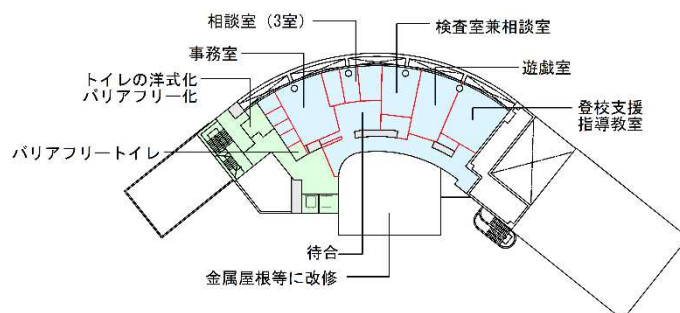 相談室（3室）
検査室兼相談室
事務室
遊戯室
トイレの洋式化
バリアフリー化
登校支援
指導教室
バリアフリートイレ
待合
金属屋根等に改修